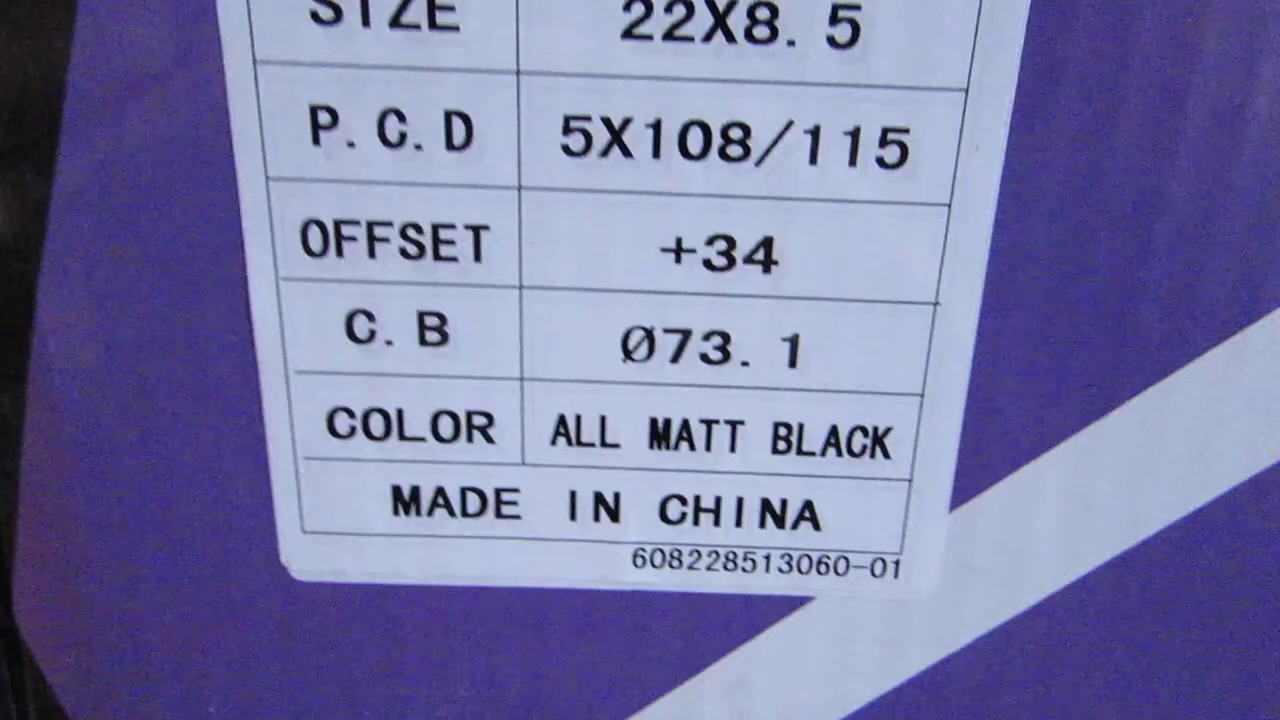 SIZE 22X8. 5
P. C. D 5X108/115
OFFSET +34
C. B Ø73. 1
COLOR ALL MATT BLACK
MADE IN CHINA
608228513060-01